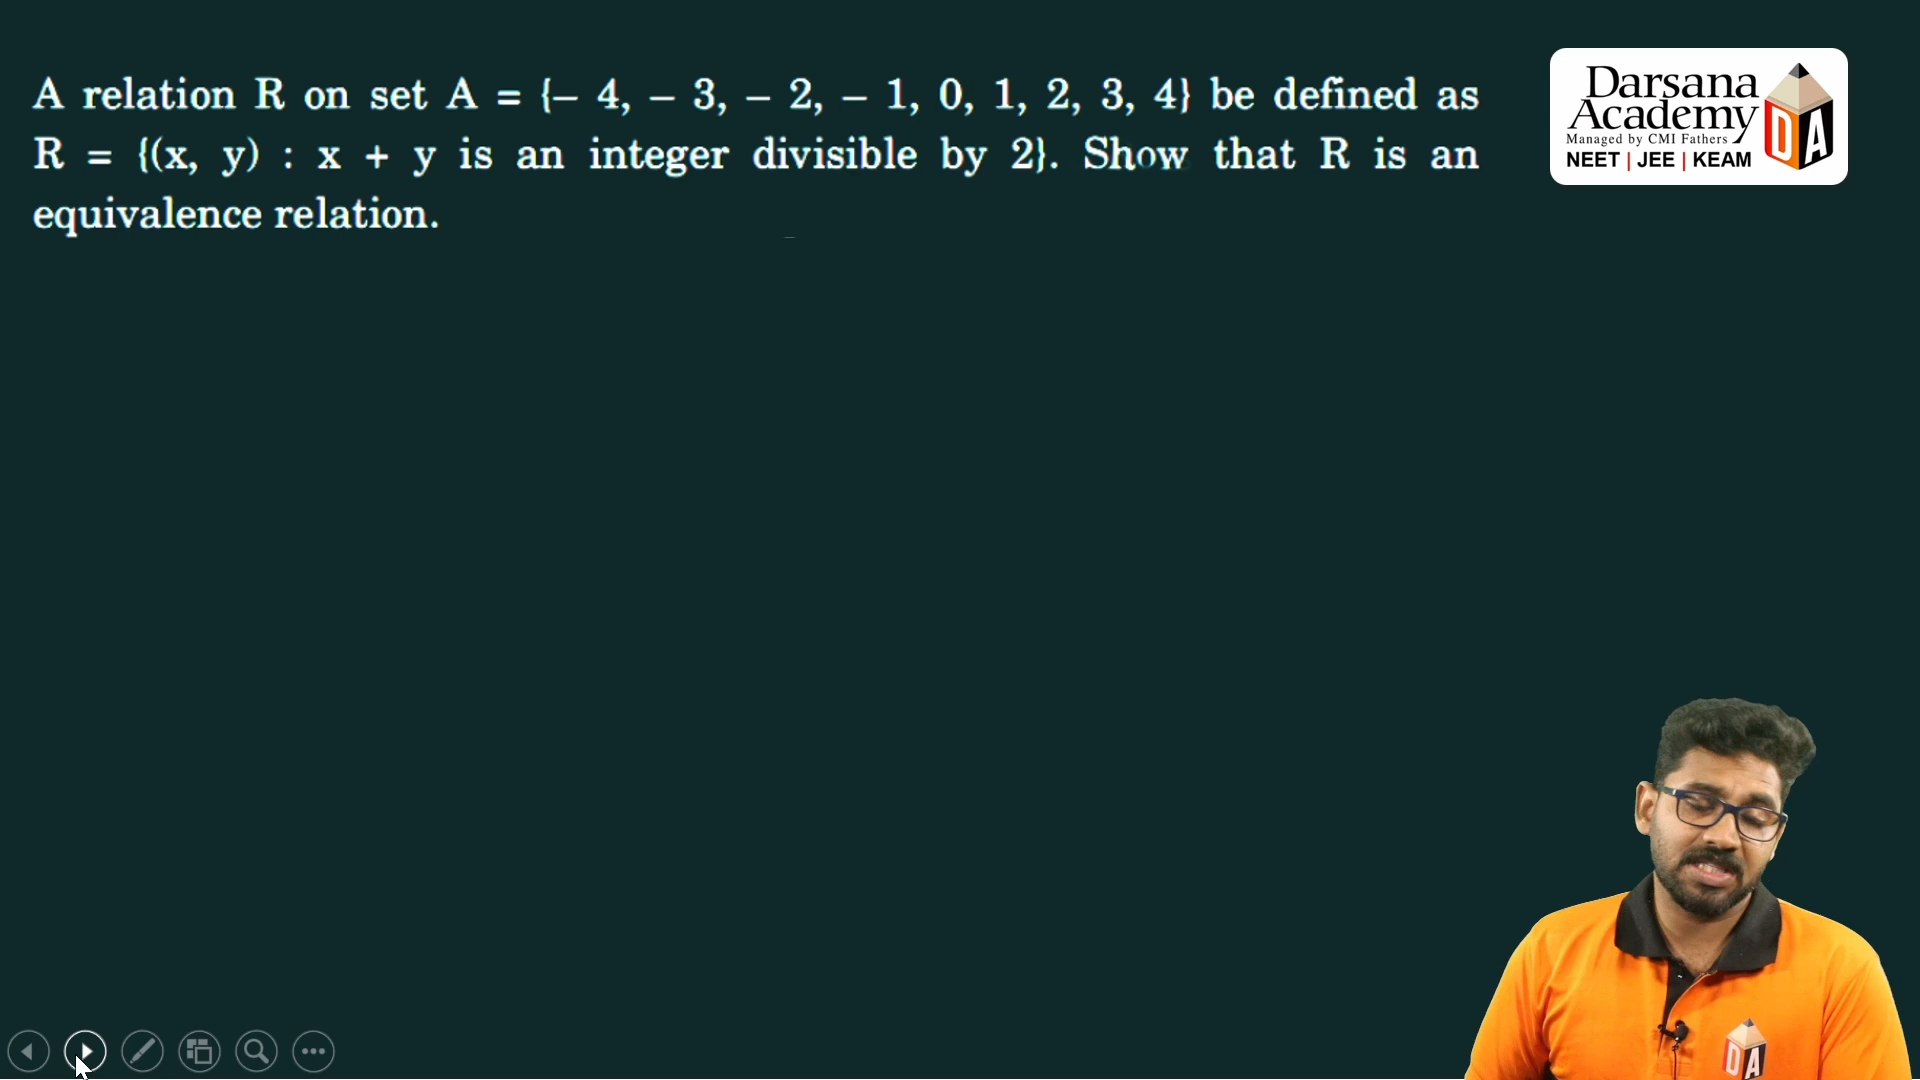 A relation R on set A = {– 4, – 3, – 2, – 1, 0, 1, 2, 3, 4} be defined as
R = {(x, y) : x + y is an integer divisible by 2}. Show that R is an
equivalence relation.
Darsana
Academy
Managed by CMI Fathers
NEET | JEE | KEAM
DA
DA